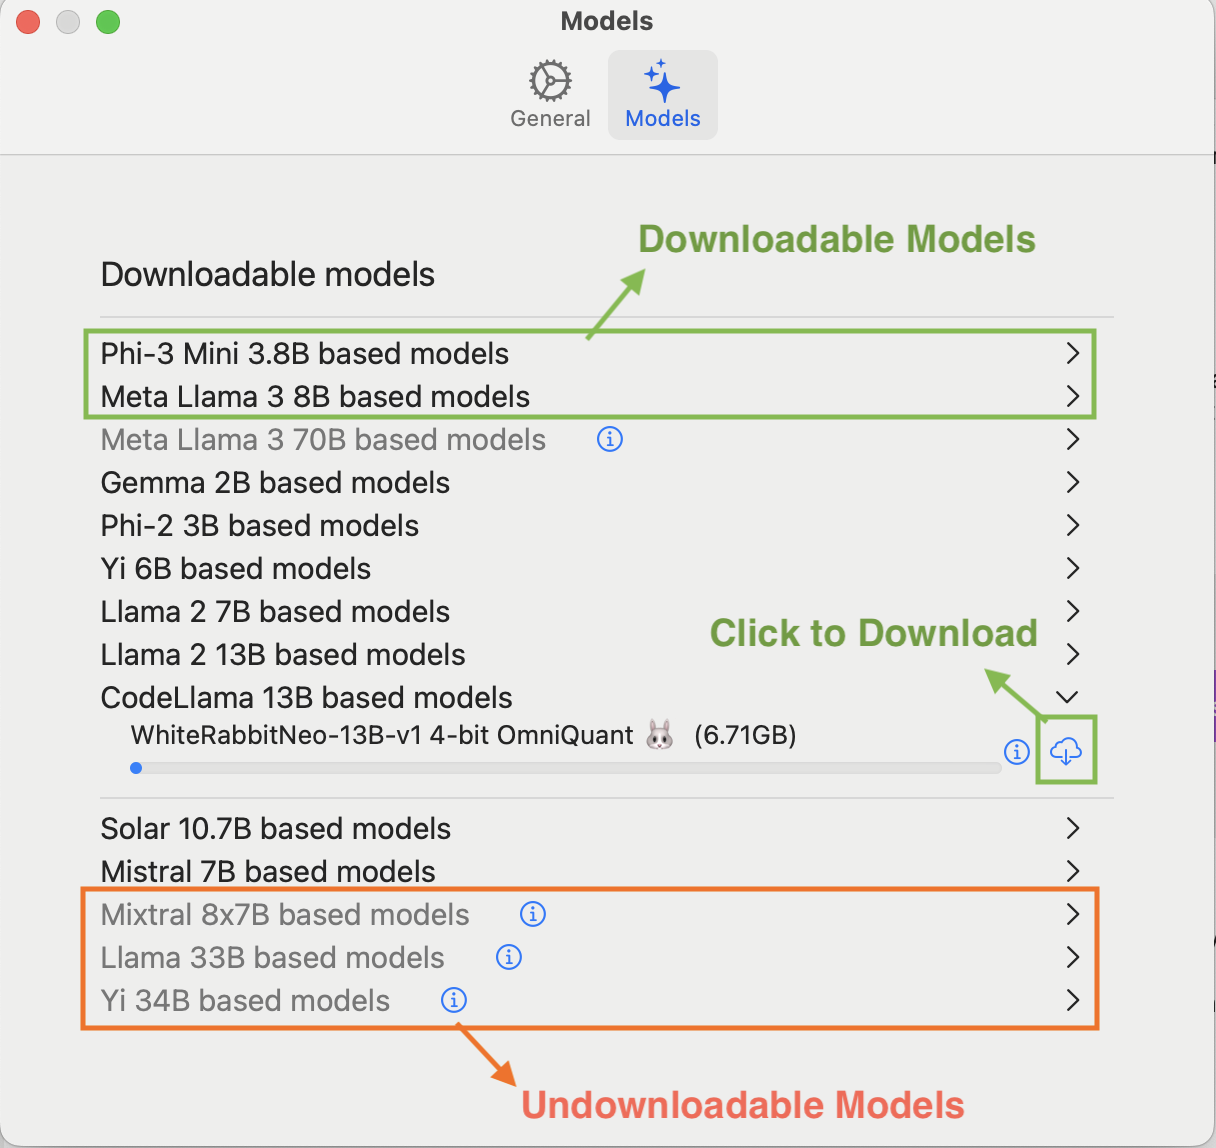 Models
General
Models
Downloadable Models
Downloadable models
Phi-3 Mini 3.8B based models
Meta Llama 3 8B based models
Meta Llama 3 70B based models
Gemma 2B based models
Phi-2 3B based models
Yi 6B based models
Llama 2 7B based models
Click to Download
Llama 2 13B based models
CodeLlama 13B based models
WhiteRabbitNeo-13B-v1 4-bit OmniQuant 🐰 (6.71GB)
Solar 10.7B based models
Mistral 7B based models
Mixtral 8x7B based models
Llama 33B based models
Yi 34B based models
Undownloadable Models